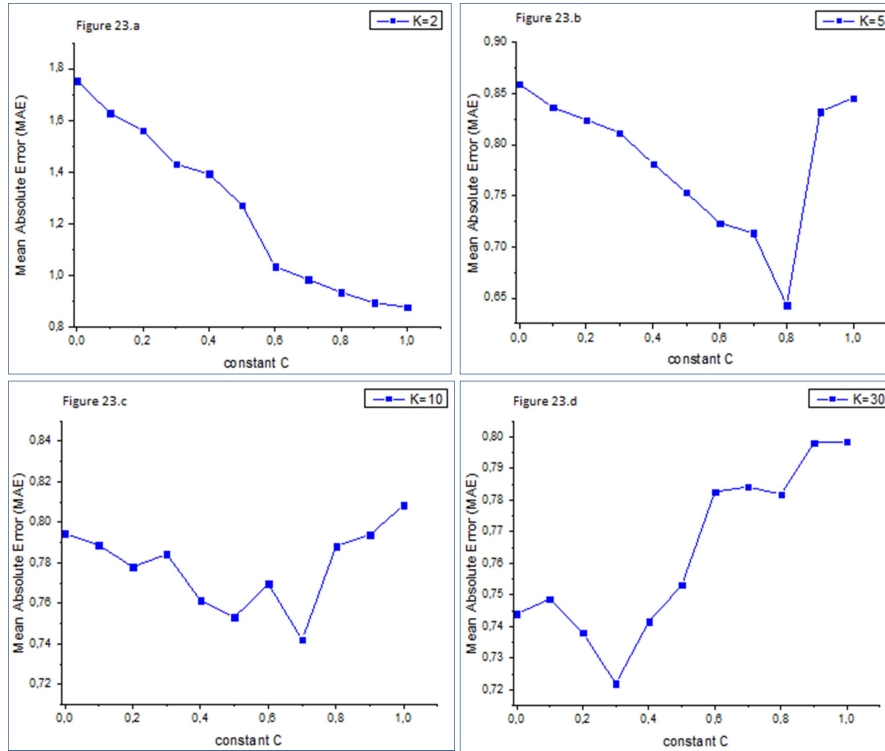 Figure 23.a
K=2
Mean Absolute Error (MAE)
1,8
1,6
1,4
1,2
1,0
0,8
0,0 0,2 0,4 0,6 0,8 1,0
constant C
Figure 23.b
K=5
Mean Absolute Error (MAE)
0,90
0,85
0,80
0,75
0,70
0,65
0,0 0,2 0,4 0,6 0,8 1,0
constant C
Figure 23.c
K=10
Mean Absolute Error (MAE)
0,84
0,82
0,80
0,78
0,76
0,74
0,72
0,0 0,2 0,4 0,6 0,8 1,0
constant C
Figure 23.d
K=30
Mean Absolute Error (MAE)
0,80
0,79
0,78
0,77
0,76
0,75
0,74
0,73
0,72
0,0 0,2 0,4 0,6 0,8 1,0
constant C